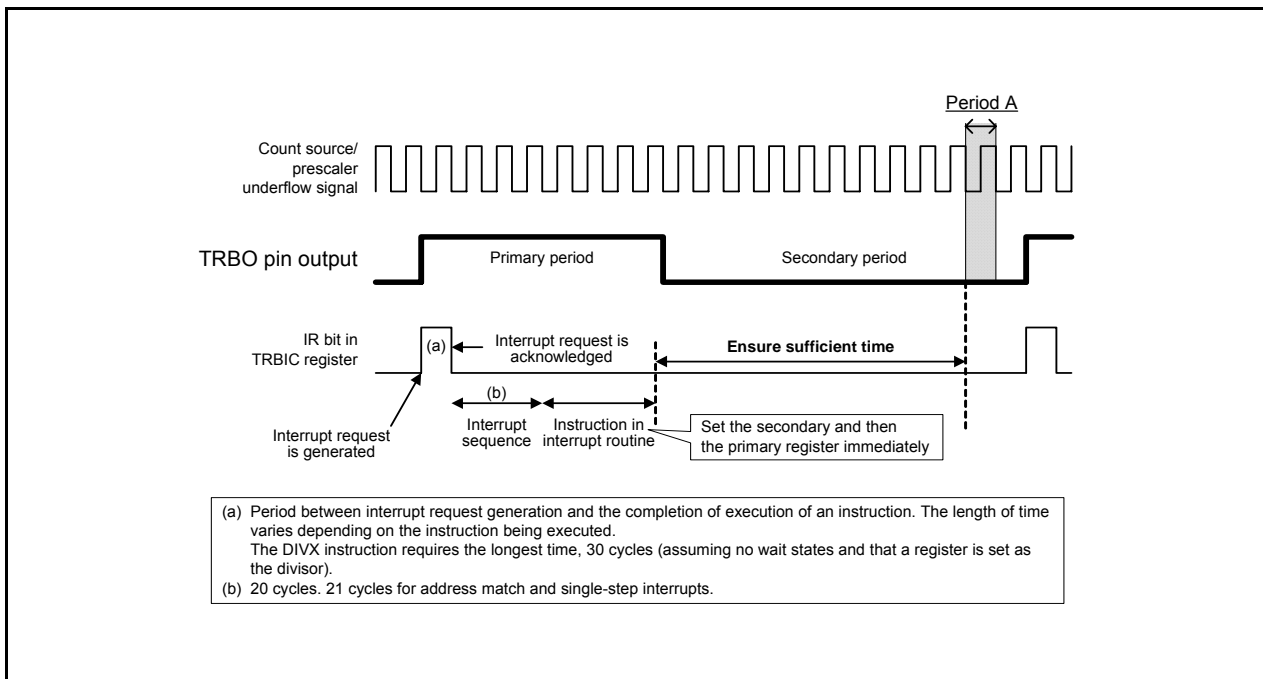 Period A
Count source/
prescaler
underflow signal
TRBO pin output
Primary period
Secondary period
IR bit in
TRBIC register
(a)
Interrupt request is
acknowledged
Ensure sufficient time
(b)
Interrupt
sequence
Instruction in
interrupt routine
Set the secondary and then
the primary register immediately
Interrupt request
is generated
(a) Period between interrupt request generation and the completion of execution of an instruction. The length of time
varies depending on the instruction being executed.
The DIVX instruction requires the longest time, 30 cycles (assuming no wait states and that a register is set as
the divisor).
(b) 20 cycles. 21 cycles for address match and single-step interrupts.